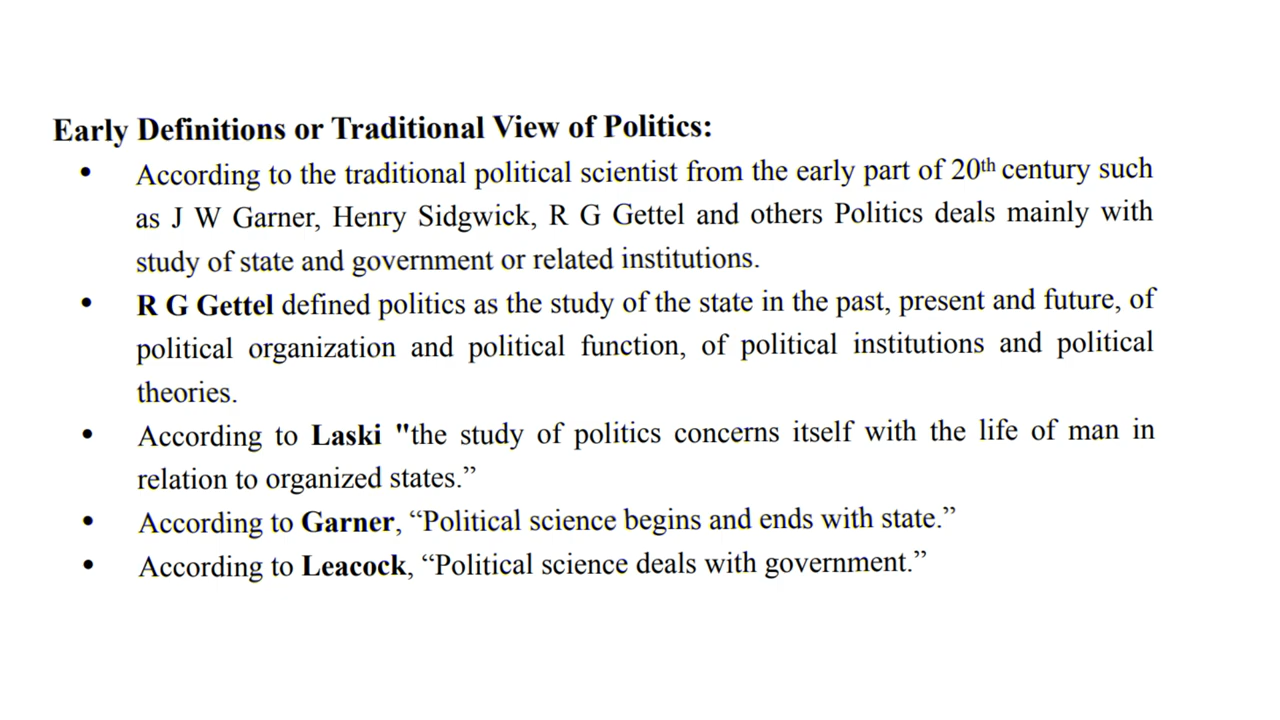 Early Definitions or Traditional View of Politics:
• According to the traditional political scientist from the early part of 20th century such
as J W Garner, Henry Sidgwick, R G Gettel and others Politics deals mainly with
study of state and government or related institutions.
• R G Gettel defined politics as the study of the state in the past, present and future, of
political organization and political function, of political institutions and political
theories.
• According to Laski "the study of politics concerns itself with the life of man in
relation to organized states.”
• According to Garner, “Political science begins and ends with state.”
• According to Leacock, “Political science deals with government.”